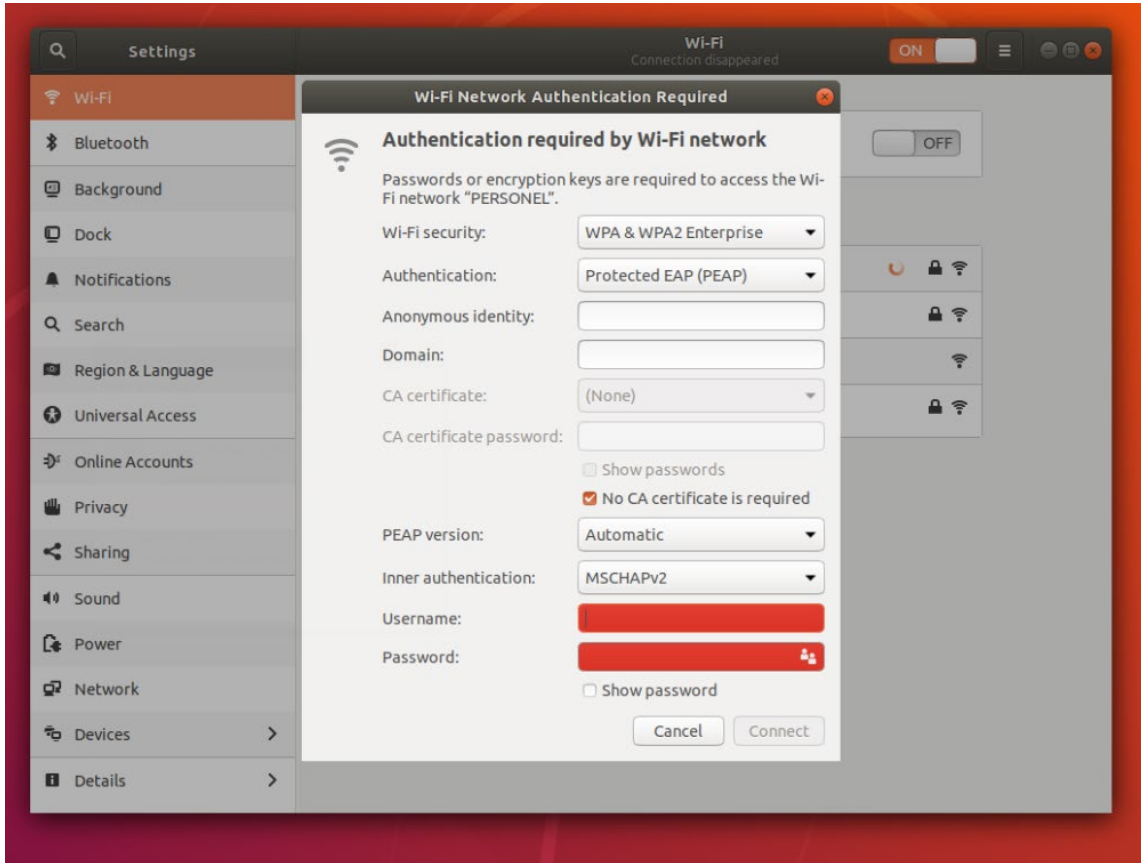 Settings
Wi-Fi
Connection disappeared
ON
Wi-Fi
Bluetooth
Background
Dock
Notifications
Search
Region & Language
Universal Access
Online Accounts
Privacy
Sharing
Sound
Power
Network
Devices
Details
OFF
Wi-Fi Network Authentication Required
Authentication required by Wi-Fi network
Passwords or encryption keys are required to access the Wi-
Fi network “PERSONEL”.
Wi-Fi security: WPA & WPA2 Enterprise
Authentication: Protected EAP (PEAP)
Anonymous identity:
Domain:
CA certificate: (None)
CA certificate password:
Show passwords
No CA certificate is required
PEAP version: Automatic
Inner authentication: MSCHAPv2
Username:
Password:
Show password
Cancel Connect